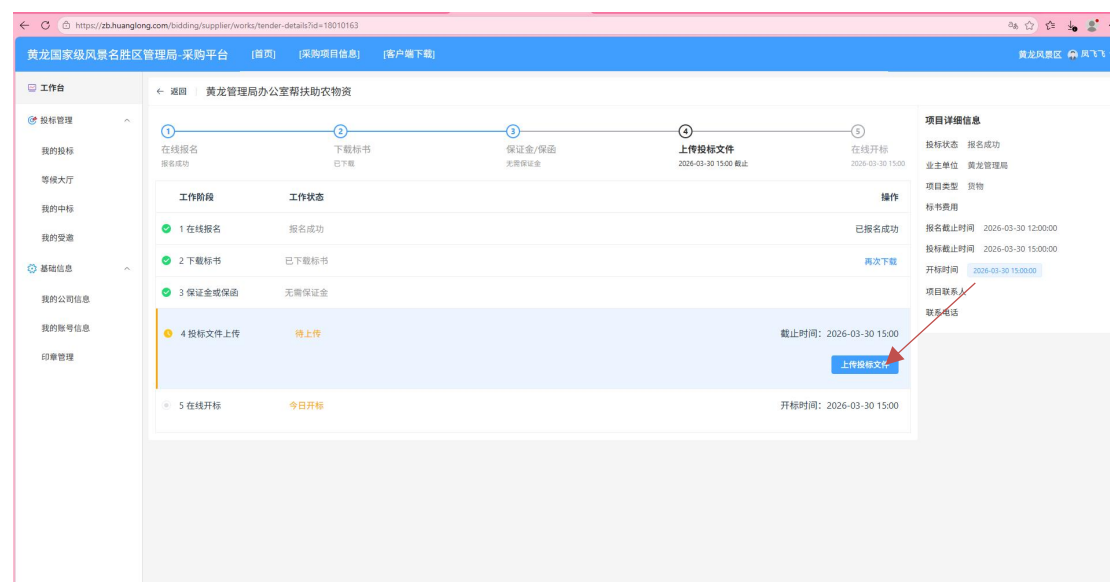 https://zb.huanglong.com/bidding/supplier/works/tender-details?id=18010163
黄龙国家级风景名胜区管理局-采购平台 [首页] [采购项目信息] [客户端下载] 黄龙风景区 凤飞飞
工作台
投标管理
我的投标
等候大厅
我的中标
我的受邀
基础信息
我的公司信息
我的账号信息
印章管理
← 返回 黄龙管理局办公室帮扶助农物资
1 2 3 4 5
在线报名 下载标书 保证金/保函 上传投标文件 在线开标
报名成功 已下载 无需保证金 2026-03-30 15:00 截止 2026-03-30 15:00
工作阶段 工作状态 操作
1 在线报名 报名成功 已报名成功
2 下载标书 已下载标书 再次下载
3 保证金或保函 无需保证金
4 投标文件上传 待上传 截止时间：2026-03-30 15:00
上传投标文件
5 在线开标 今日开标 开标时间：2026-03-30 15:00
项目详细信息
投标状态 报名成功
业主单位 黄龙管理局
项目类型 货物
标书费用
报名截止时间 2026-03-30 12:00:00
投标截止时间 2026-03-30 15:00:00
开标时间 2026-03-30 15:00:00
项目联系人
联系电话